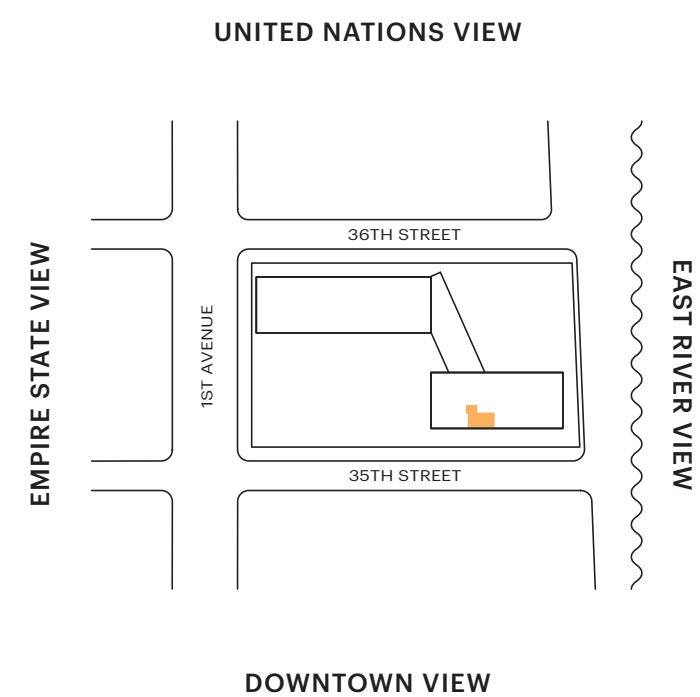 UNITED NATIONS VIEW
36TH STREET
EMPIRE STATE VIEW
1ST AVENUE
EAST RIVER VIEW
35TH STREET
DOWNTOWN VIEW